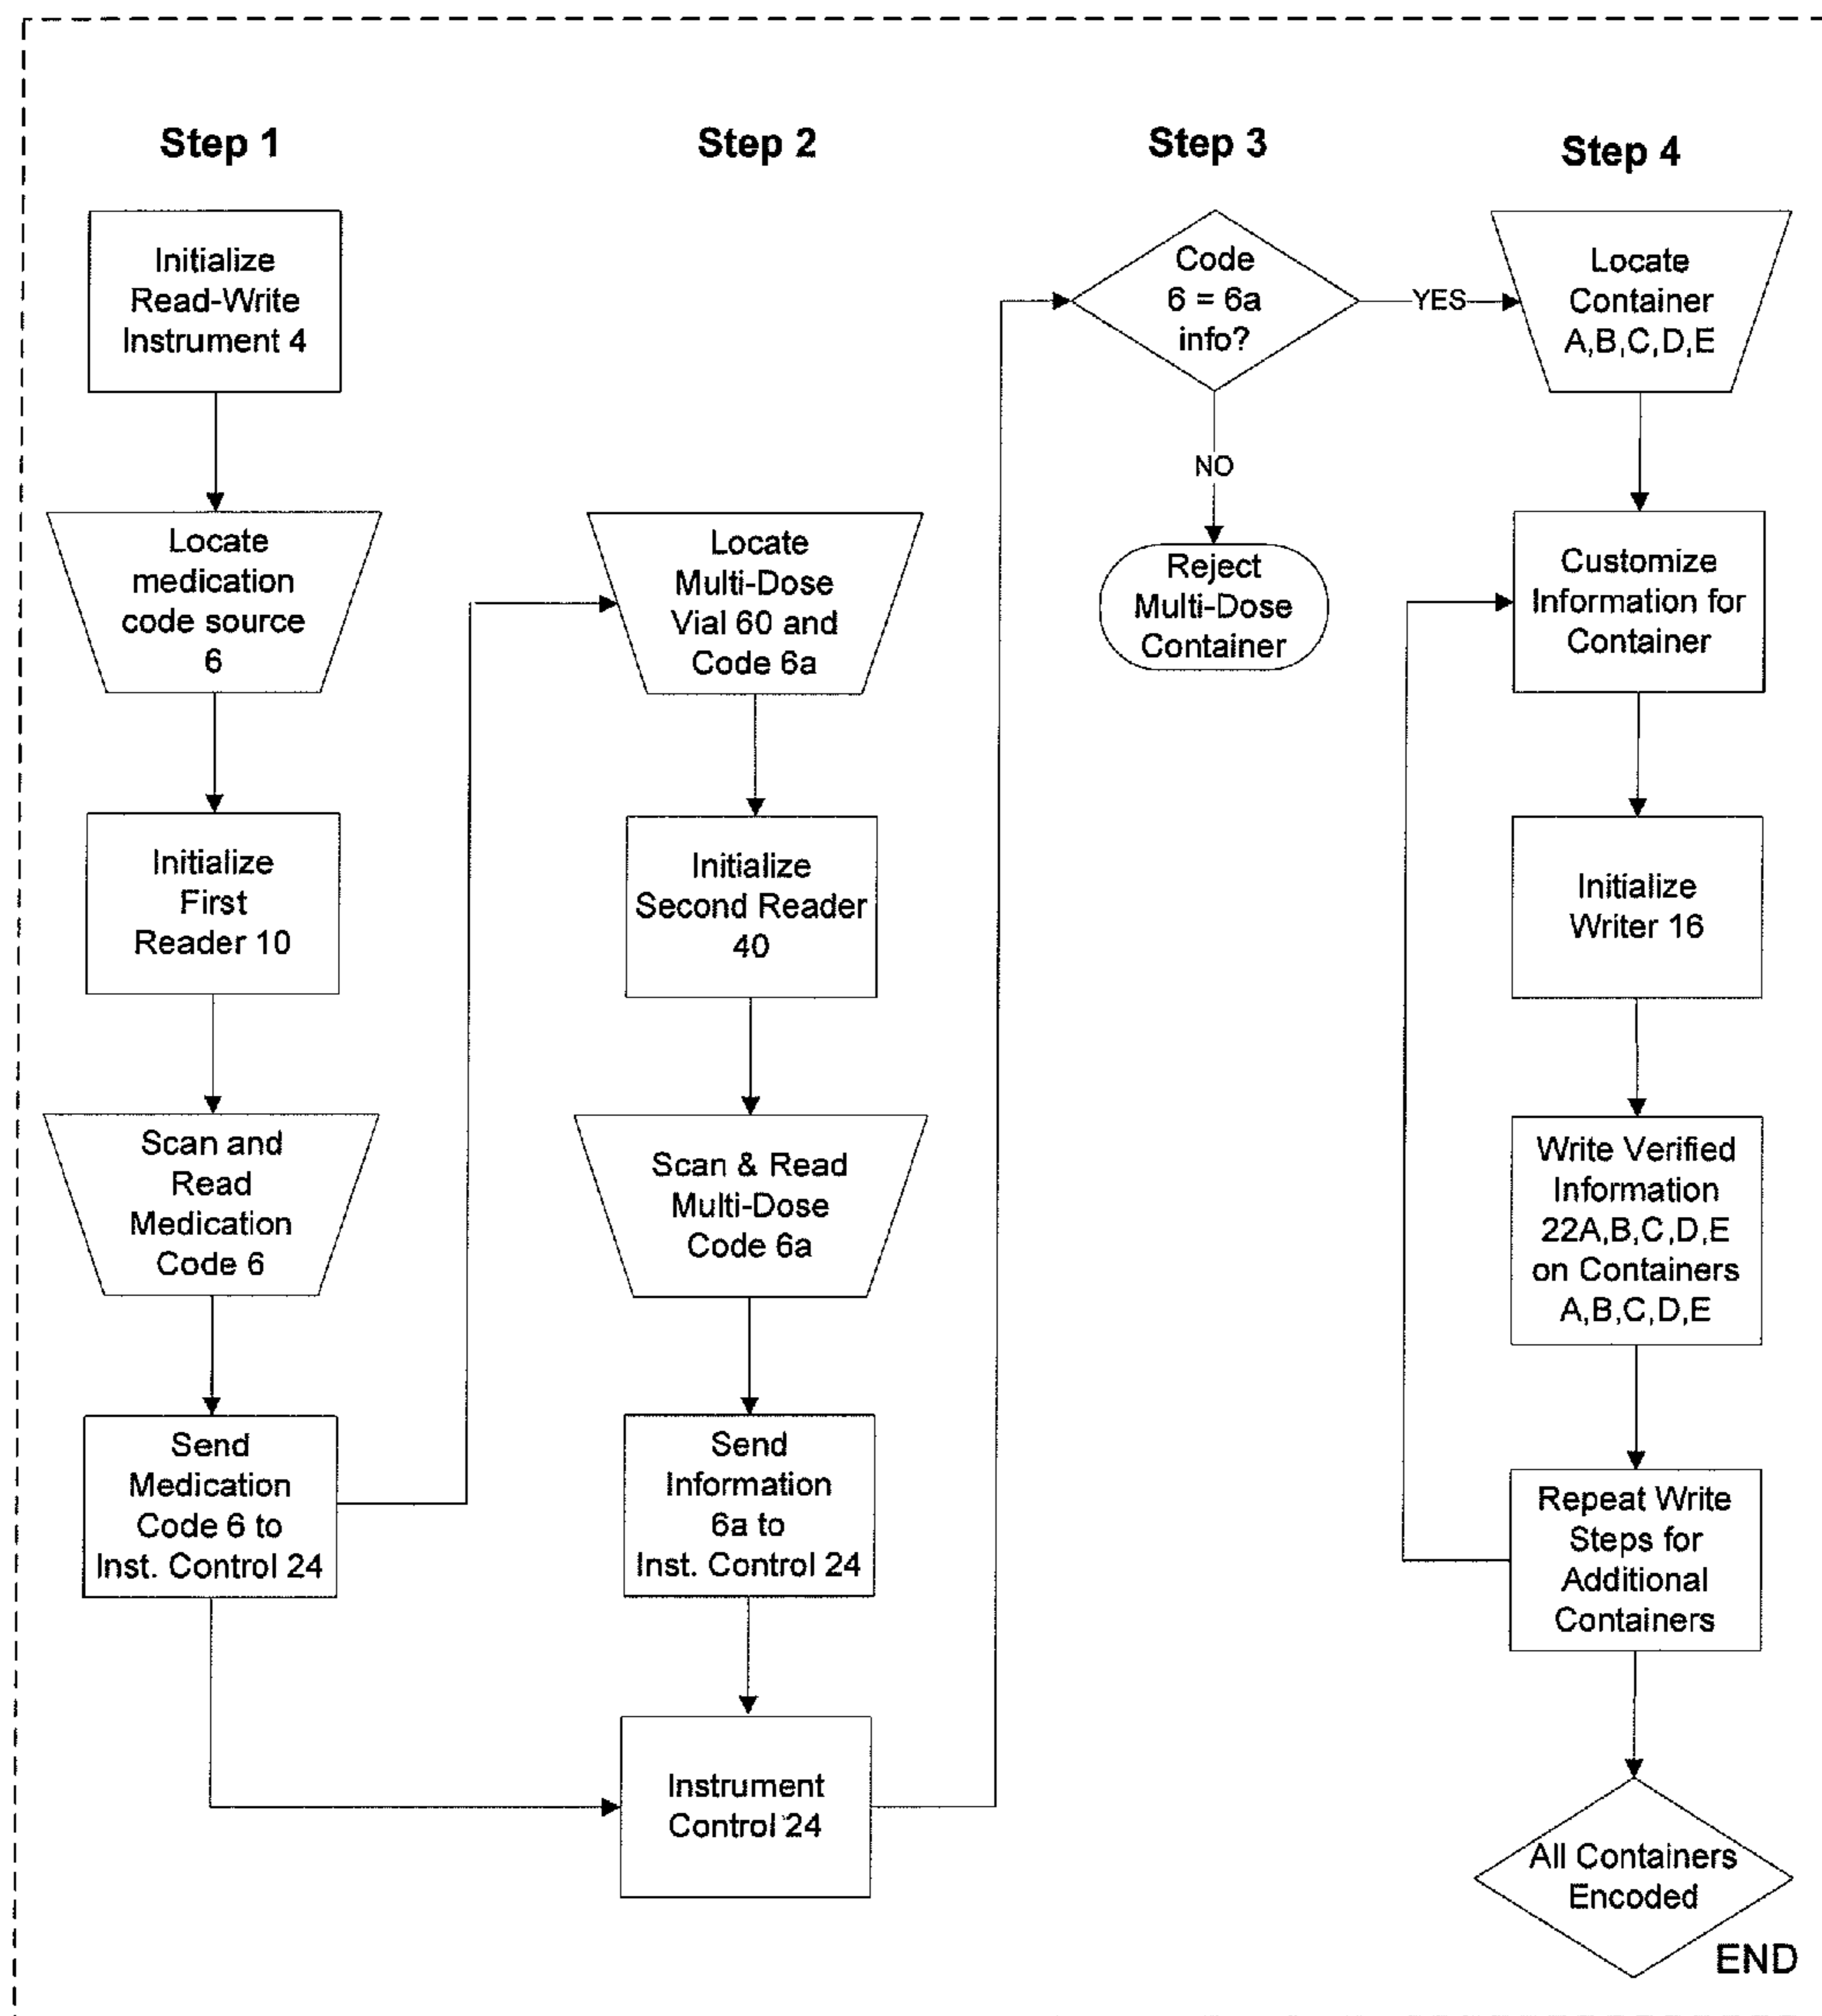 Step 1
Initialize
Read-Write
Instrument 4
Locate
medication
code source
6
Initialize
First
Reader 10
Scan and
Read
Medication
Code 6
Send
Medication
Code 6 to
Inst. Control 24
Step 2
Locate
Multi-Dose
Vial 60 and
Code 6a
Initialize
Second Reader
40
Scan & Read
Multi-Dose
Code 6a
Send
Information
6a to
Inst. Control 24
Instrument
Control 24
Step 3
Code
6 = 6a
info?
YES
NO
Reject
Multi-Dose
Container
Step 4
Locate
Container
A,B,C,D,E
Customize
Information for
Container
Initialize
Writer 16
Write Verified
Information
22A,B,C,D,E
on Containers
A,B,C,D,E
Repeat Write
Steps for
Additional
Containers
All Containers
Encoded
END